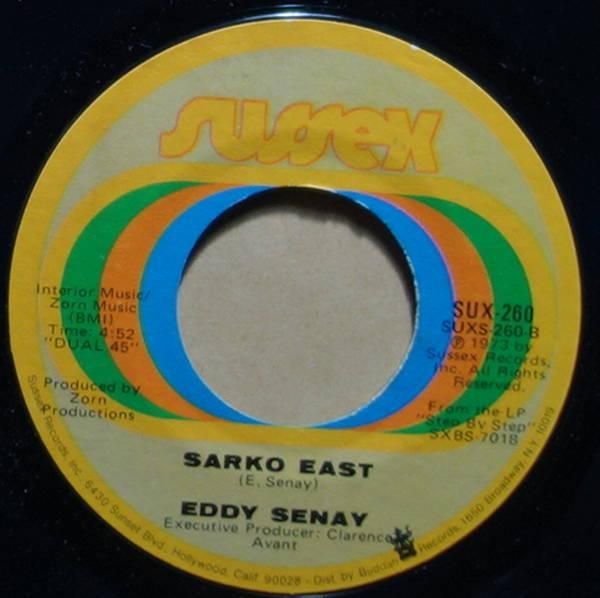 sussex
Interior Music/
Zorn Music
(BMI)
Time: 4:52
"DUAL 45"
Produced by
Zorn
Productions
SUX-260
SUXS-260-B
℗ 1973 by
Sussex Records,
Inc. All Rights
Reserved.
From the LP
"Step By Step"
SXBS-7018
SARKO EAST
(E. Senay)
EDDY SENAY
Executive Producer: Clarence
Avant
Sussex Records, Inc. 6430 Sunset Blvd., Hollywood, Calif. 90028 - Dist. by Buddah Records, 1650 Broadway, N.Y. 10019